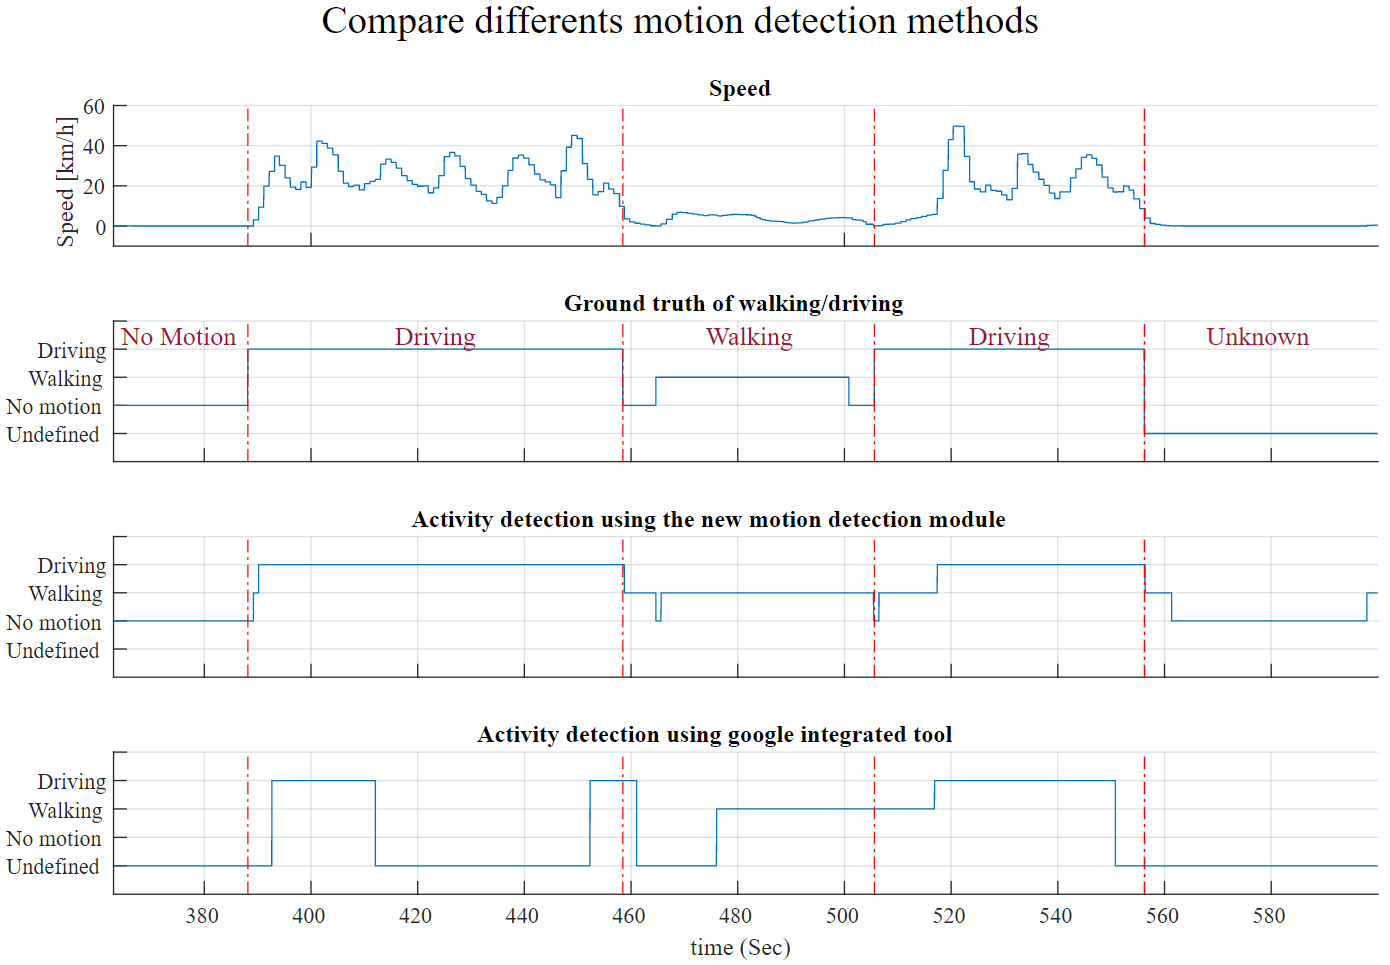 Compare differents motion detection methods
Speed
Speed [km/h]
60
40
20
0
Ground truth of walking/driving
No Motion Driving Walking Driving Unknown
Driving
Walking
No motion
Undefined
Activity detection using the new motion detection module
Driving
Walking
No motion
Undefined
Activity detection using google integrated tool
Driving
Walking
No motion
Undefined
380 400 420 440 460 480 500 520 540 560 580
time (Sec)